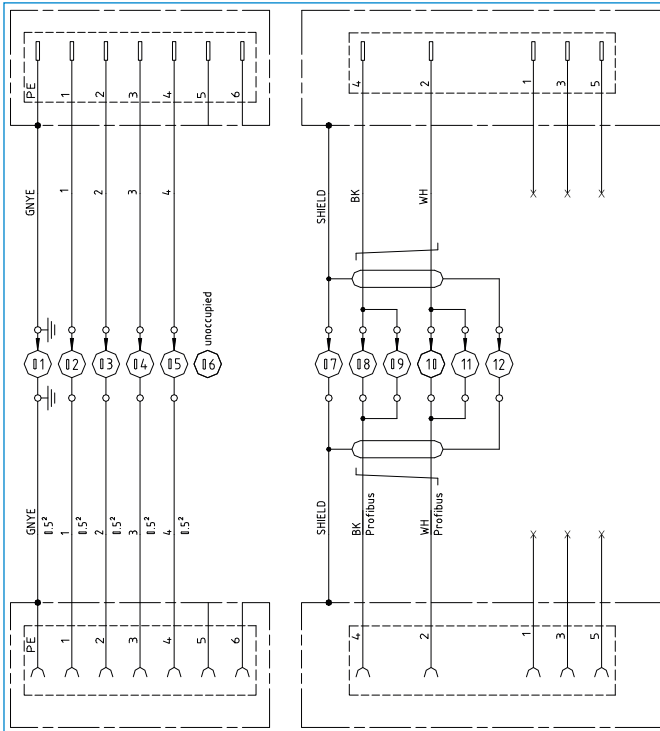 PE 1 2 3 4 5 6
4 2 1 3 5
GNYE 1 2 3 4
SHIELD BK WH
unoccupied
01 02 03 04 05 06 07 08 09 10 11 12
GNYE 0.5² 1 0.5² 2 0.5² 3 0.5² 4 0.5²
SHIELD BK Profibus WH Profibus
PE 1 2 3 4 5 6
4 2 1 3 5